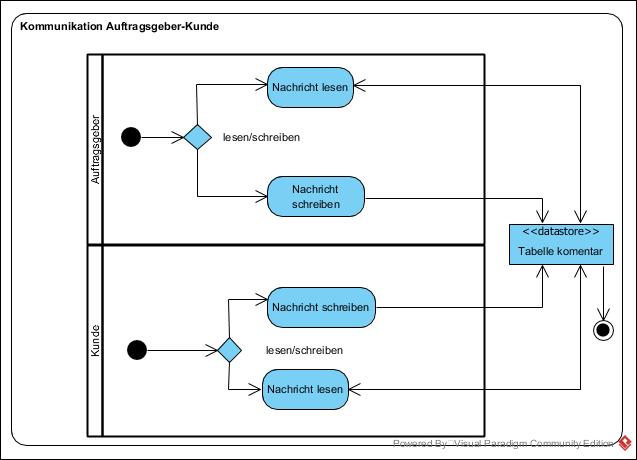 Kommunikation Auftragsgeber-Kunde
Auftragsgeber
Nachricht lesen
lesen/schreiben
Nachricht
schreiben
<<datastore>>
Tabelle komentar
Kunde
Nachricht schreiben
lesen/schreiben
Nachricht lesen
Powered By Visual Paradigm Community Edition